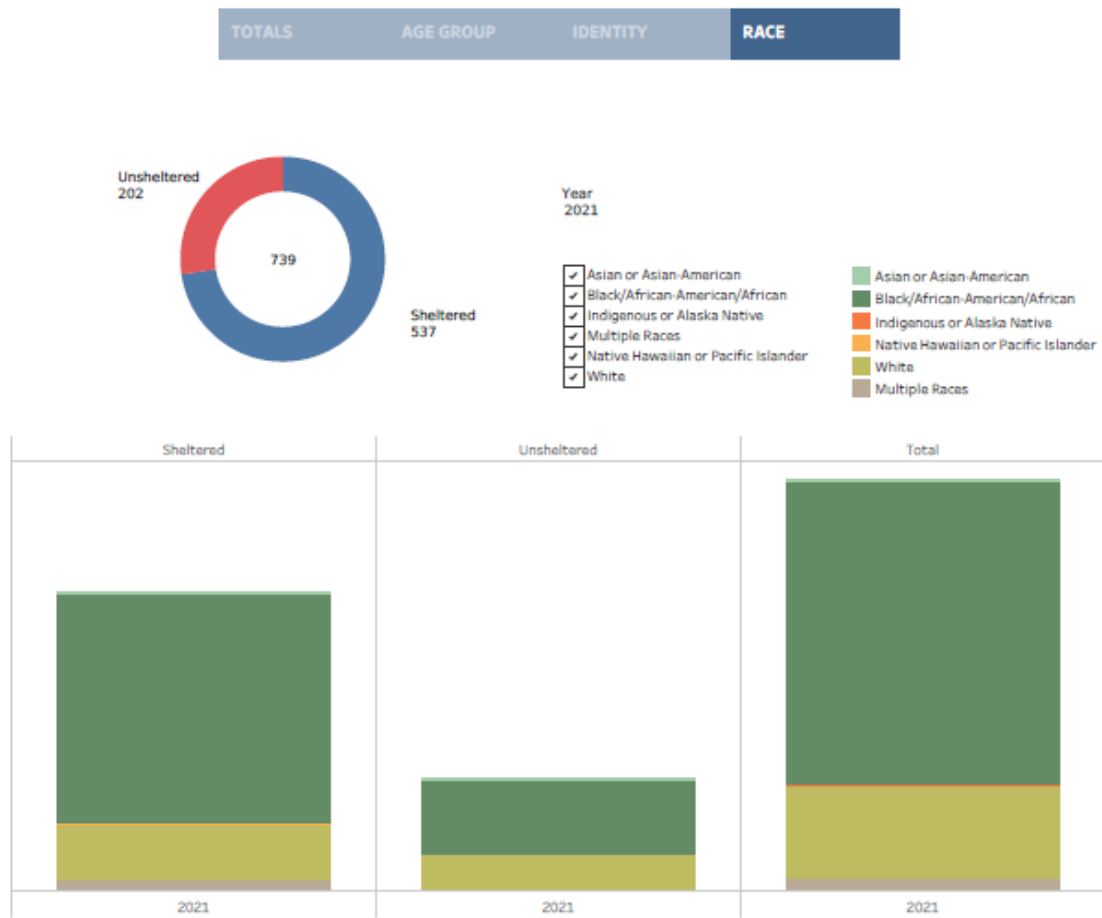 TOTALS AGE GROUP IDENTITY RACE
Unsheltered
202
739
Sheltered
537
Year
2021
Asian or Asian-American
Black/African-American/African
Indigenous or Alaska Native
Multiple Races
Native Hawaiian or Pacific Islander
White
Asian or Asian-American
Black/African-American/African
Indigenous or Alaska Native
Native Hawaiian or Pacific Islander
White
Multiple Races
Sheltered Unsheltered Total
2021 2021 2021